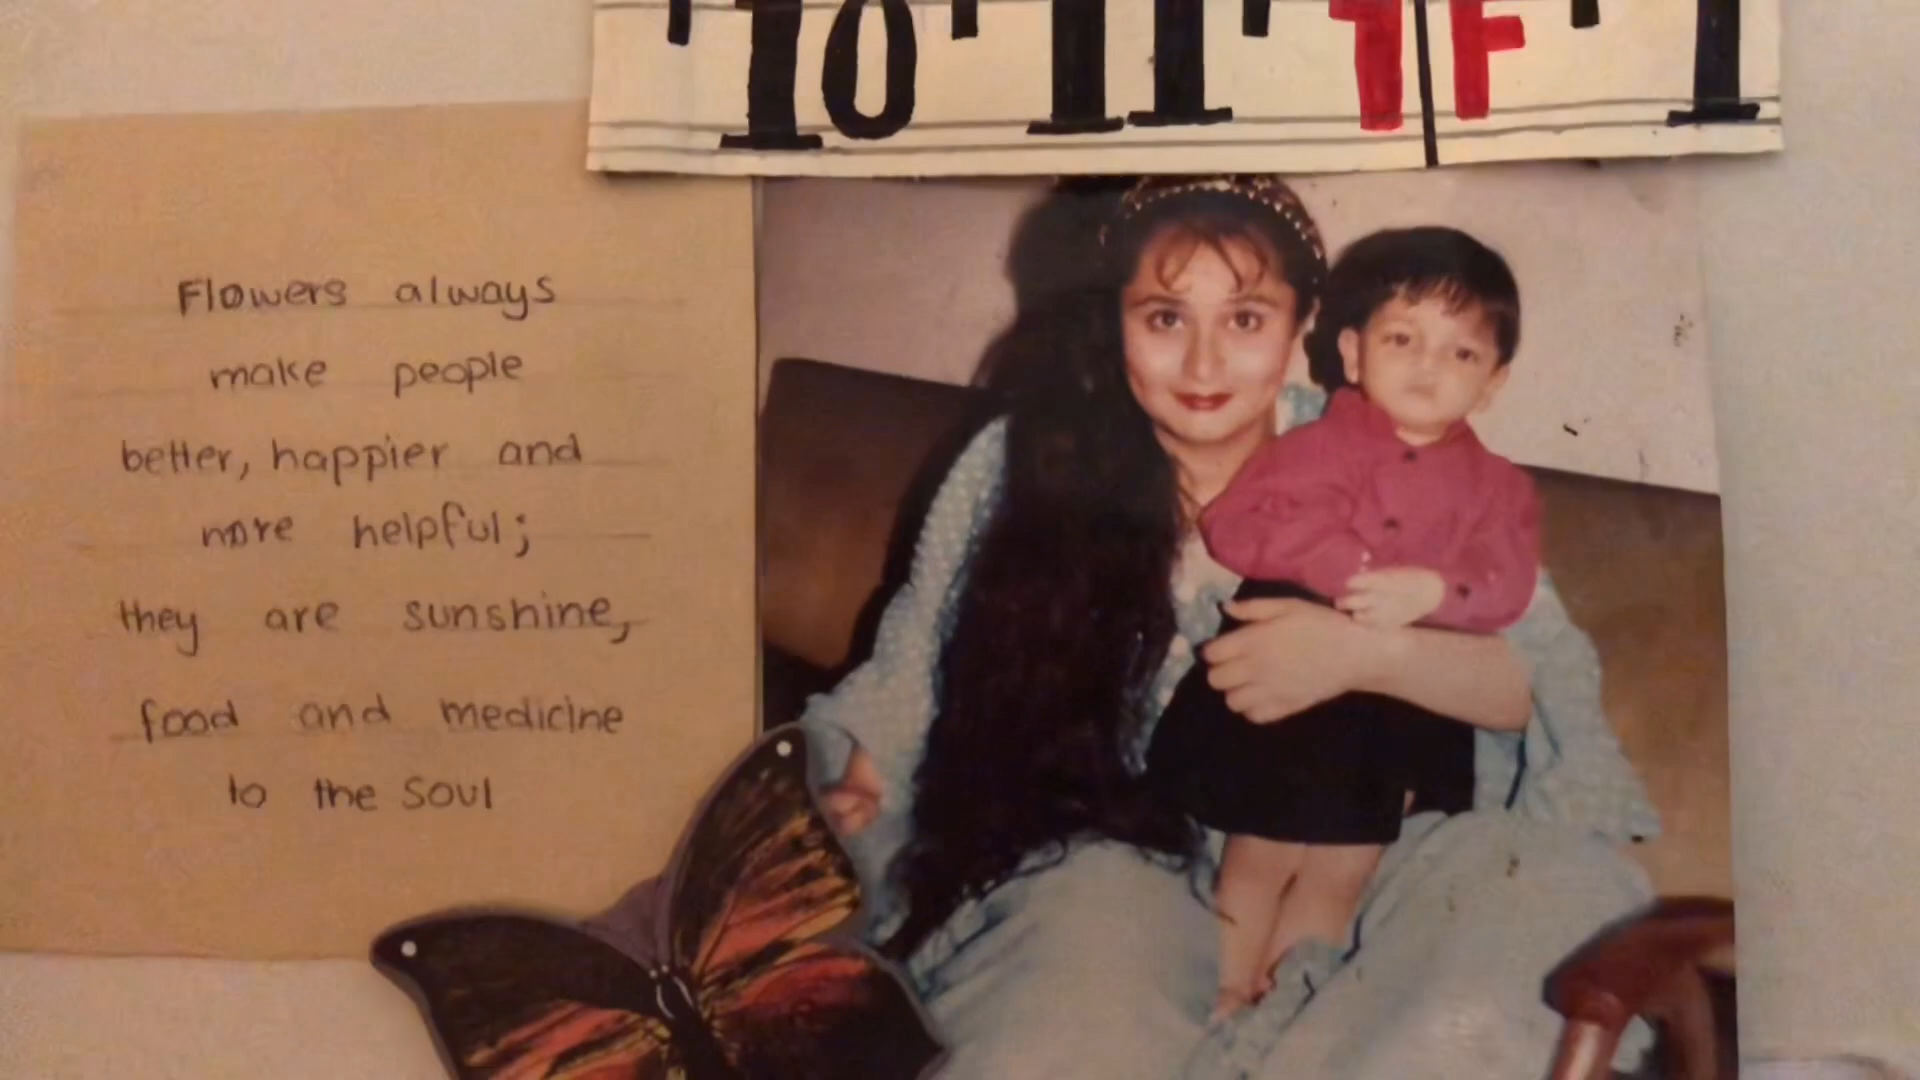 Flowers always
make people
better, happier and
more helpful;
they are sunshine,
food and medicine
to the soul